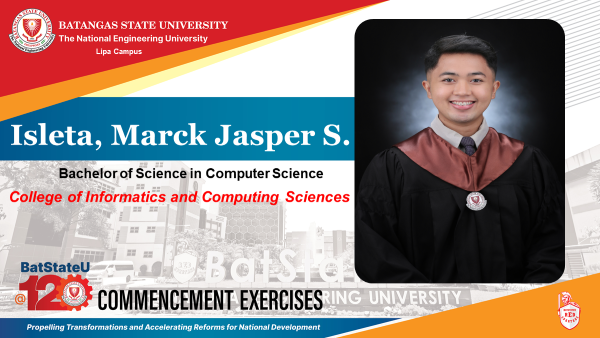 BATANGAS STATE UNIVERSITY
The National Engineering University
Lipa Campus
Isleta, Marck Jasper S.
Bachelor of Science in Computer Science
College of Informatics and Computing Sciences
BatStateU
@120
COMMENCEMENT EXERCISES
Propelling Transformations and Accelerating Reforms for National Development